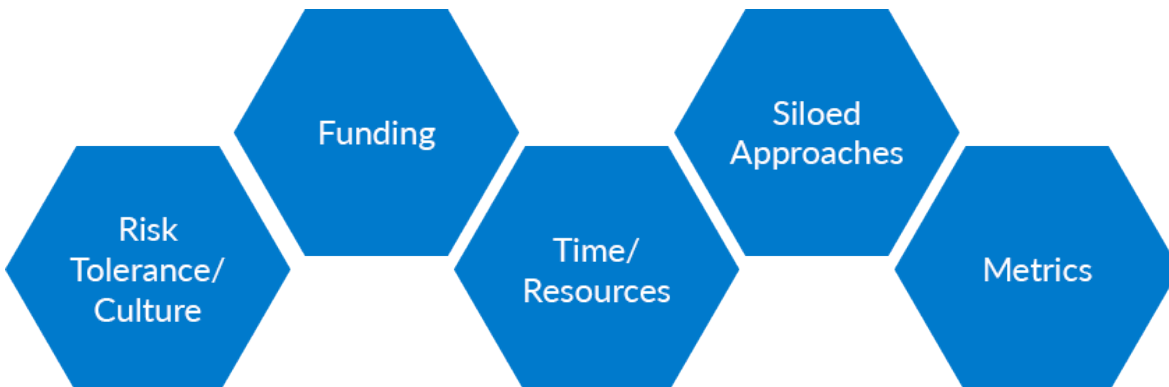 Risk
Tolerance/
Culture
Funding
Time/
Resources
Siloed
Approaches
Metrics